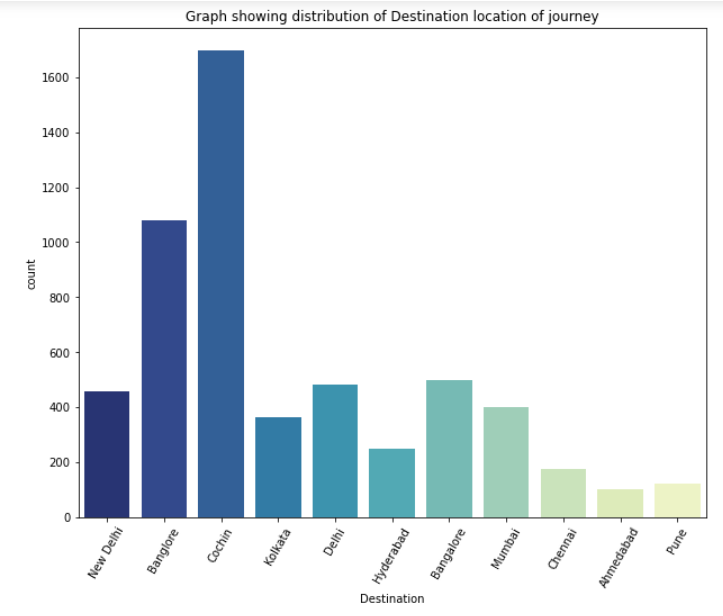 Graph showing distribution of Destination location of journey
1600
1400
1200
1000
800
600
400
200
0
count
New Delhi
Banglore
Cochin
Kolkata
Delhi
Hyderabad
Bangalore
Mumbai
Chennai
Ahmedabad
Pune
Destination